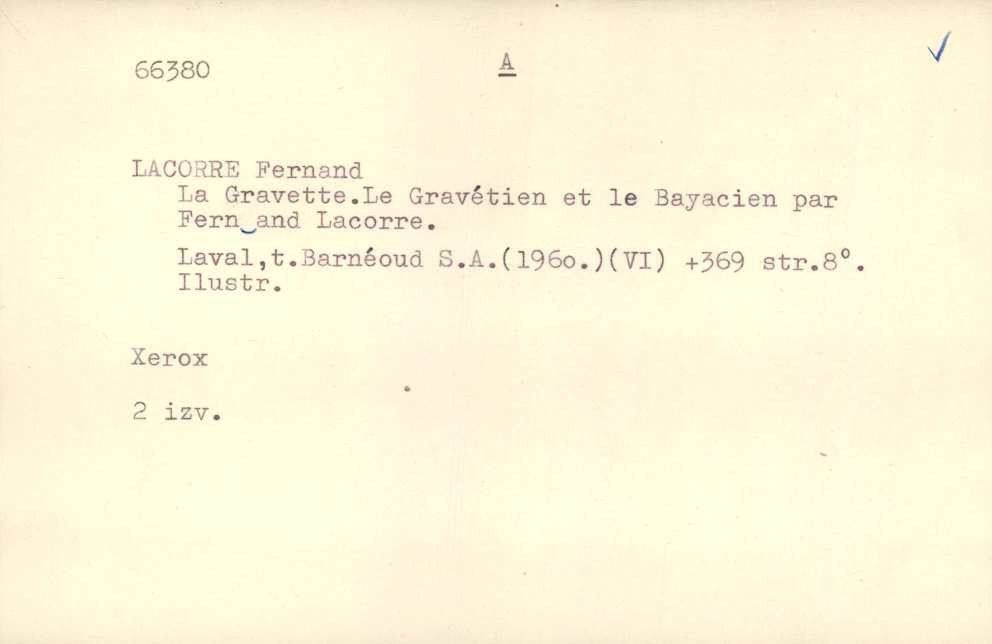 66380 A
LACORRE Fernand
La Gravette.Le Gravétien et le Bayacien par
Fern and Lacorre.
Laval,t.Barnéoud S.A.(196o.)(VI) +369 str.8°.
Ilustr.
Xerox
2 izv.